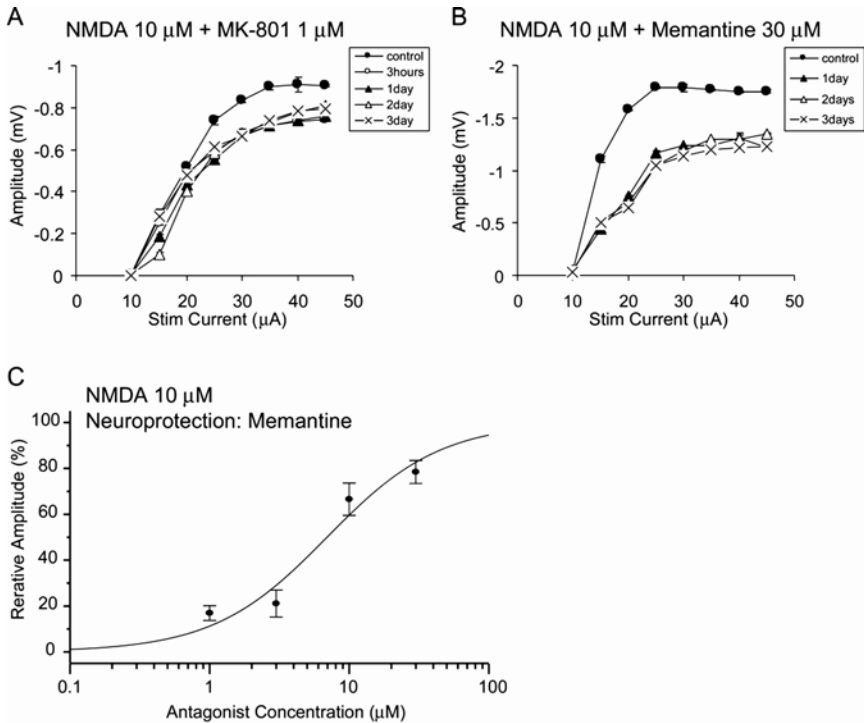 A
NMDA 10 μM + MK-801 1 μM
control
3hours
1day
2day
3day
-1
-0.8
-0.6
-0.4
-0.2
0
Amplitude (mV)
0 10 20 30 40 50
Stim Current (μA)
B
NMDA 10 μM + Memantine 30 μM
control
1day
2days
3days
-2
-1.5
-1
-0.5
0
Amplitude (mV)
0 10 20 30 40 50
Stim Current (μA)
C
NMDA 10 μM
Neuroprotection: Memantine
100
80
60
40
20
0
Rerative Amplitude (%)
0.1 1 10 100
Antagonist Concentration (μM)